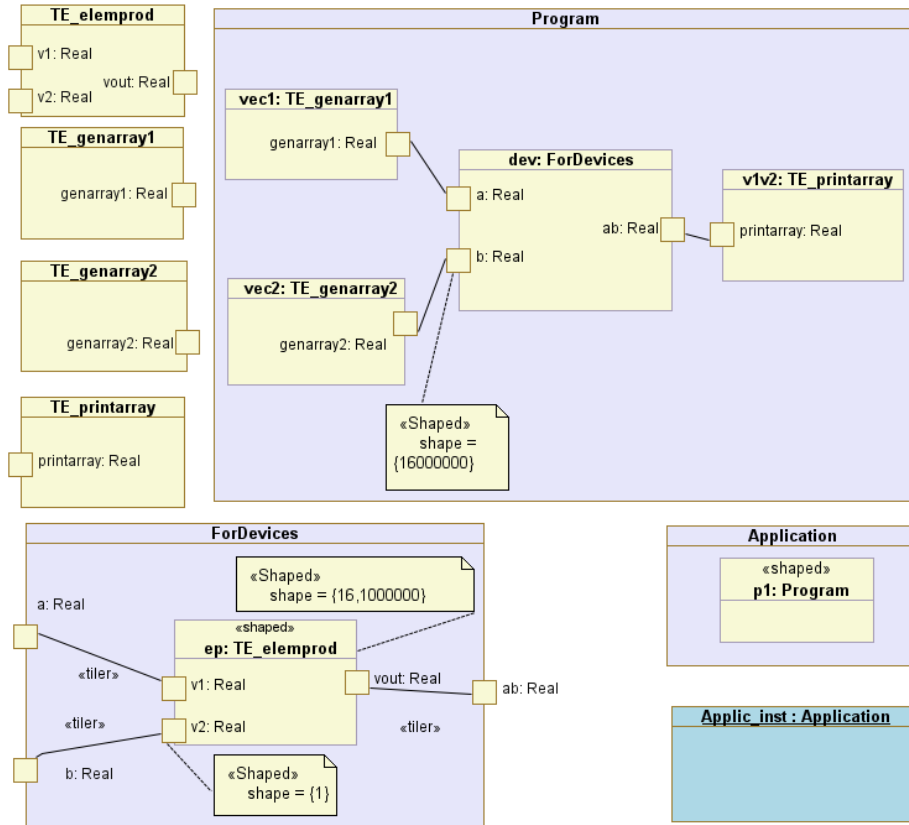 TE_elemprod
v1: Real
vout: Real
v2: Real
TE_genarray1
genarray1: Real
TE_genarray2
genarray2: Real
TE_printarray
printarray: Real
Program
vec1: TE_genarray1
genarray1: Real
dev: ForDevices
a: Real
ab: Real
b: Real
v1v2: TE_printarray
printarray: Real
vec2: TE_genarray2
genarray2: Real
«Shaped»
shape =
{16000000}
ForDevices
«Shaped»
shape = {16,1000000}
a: Real
«shaped»
ep: TE_elemprod
«tiler»
v1: Real
vout: Real
ab: Real
«tiler»
v2: Real
«tiler»
b: Real
«Shaped»
shape = {1}
Application
«shaped»
p1: Program
Applic_inst : Application